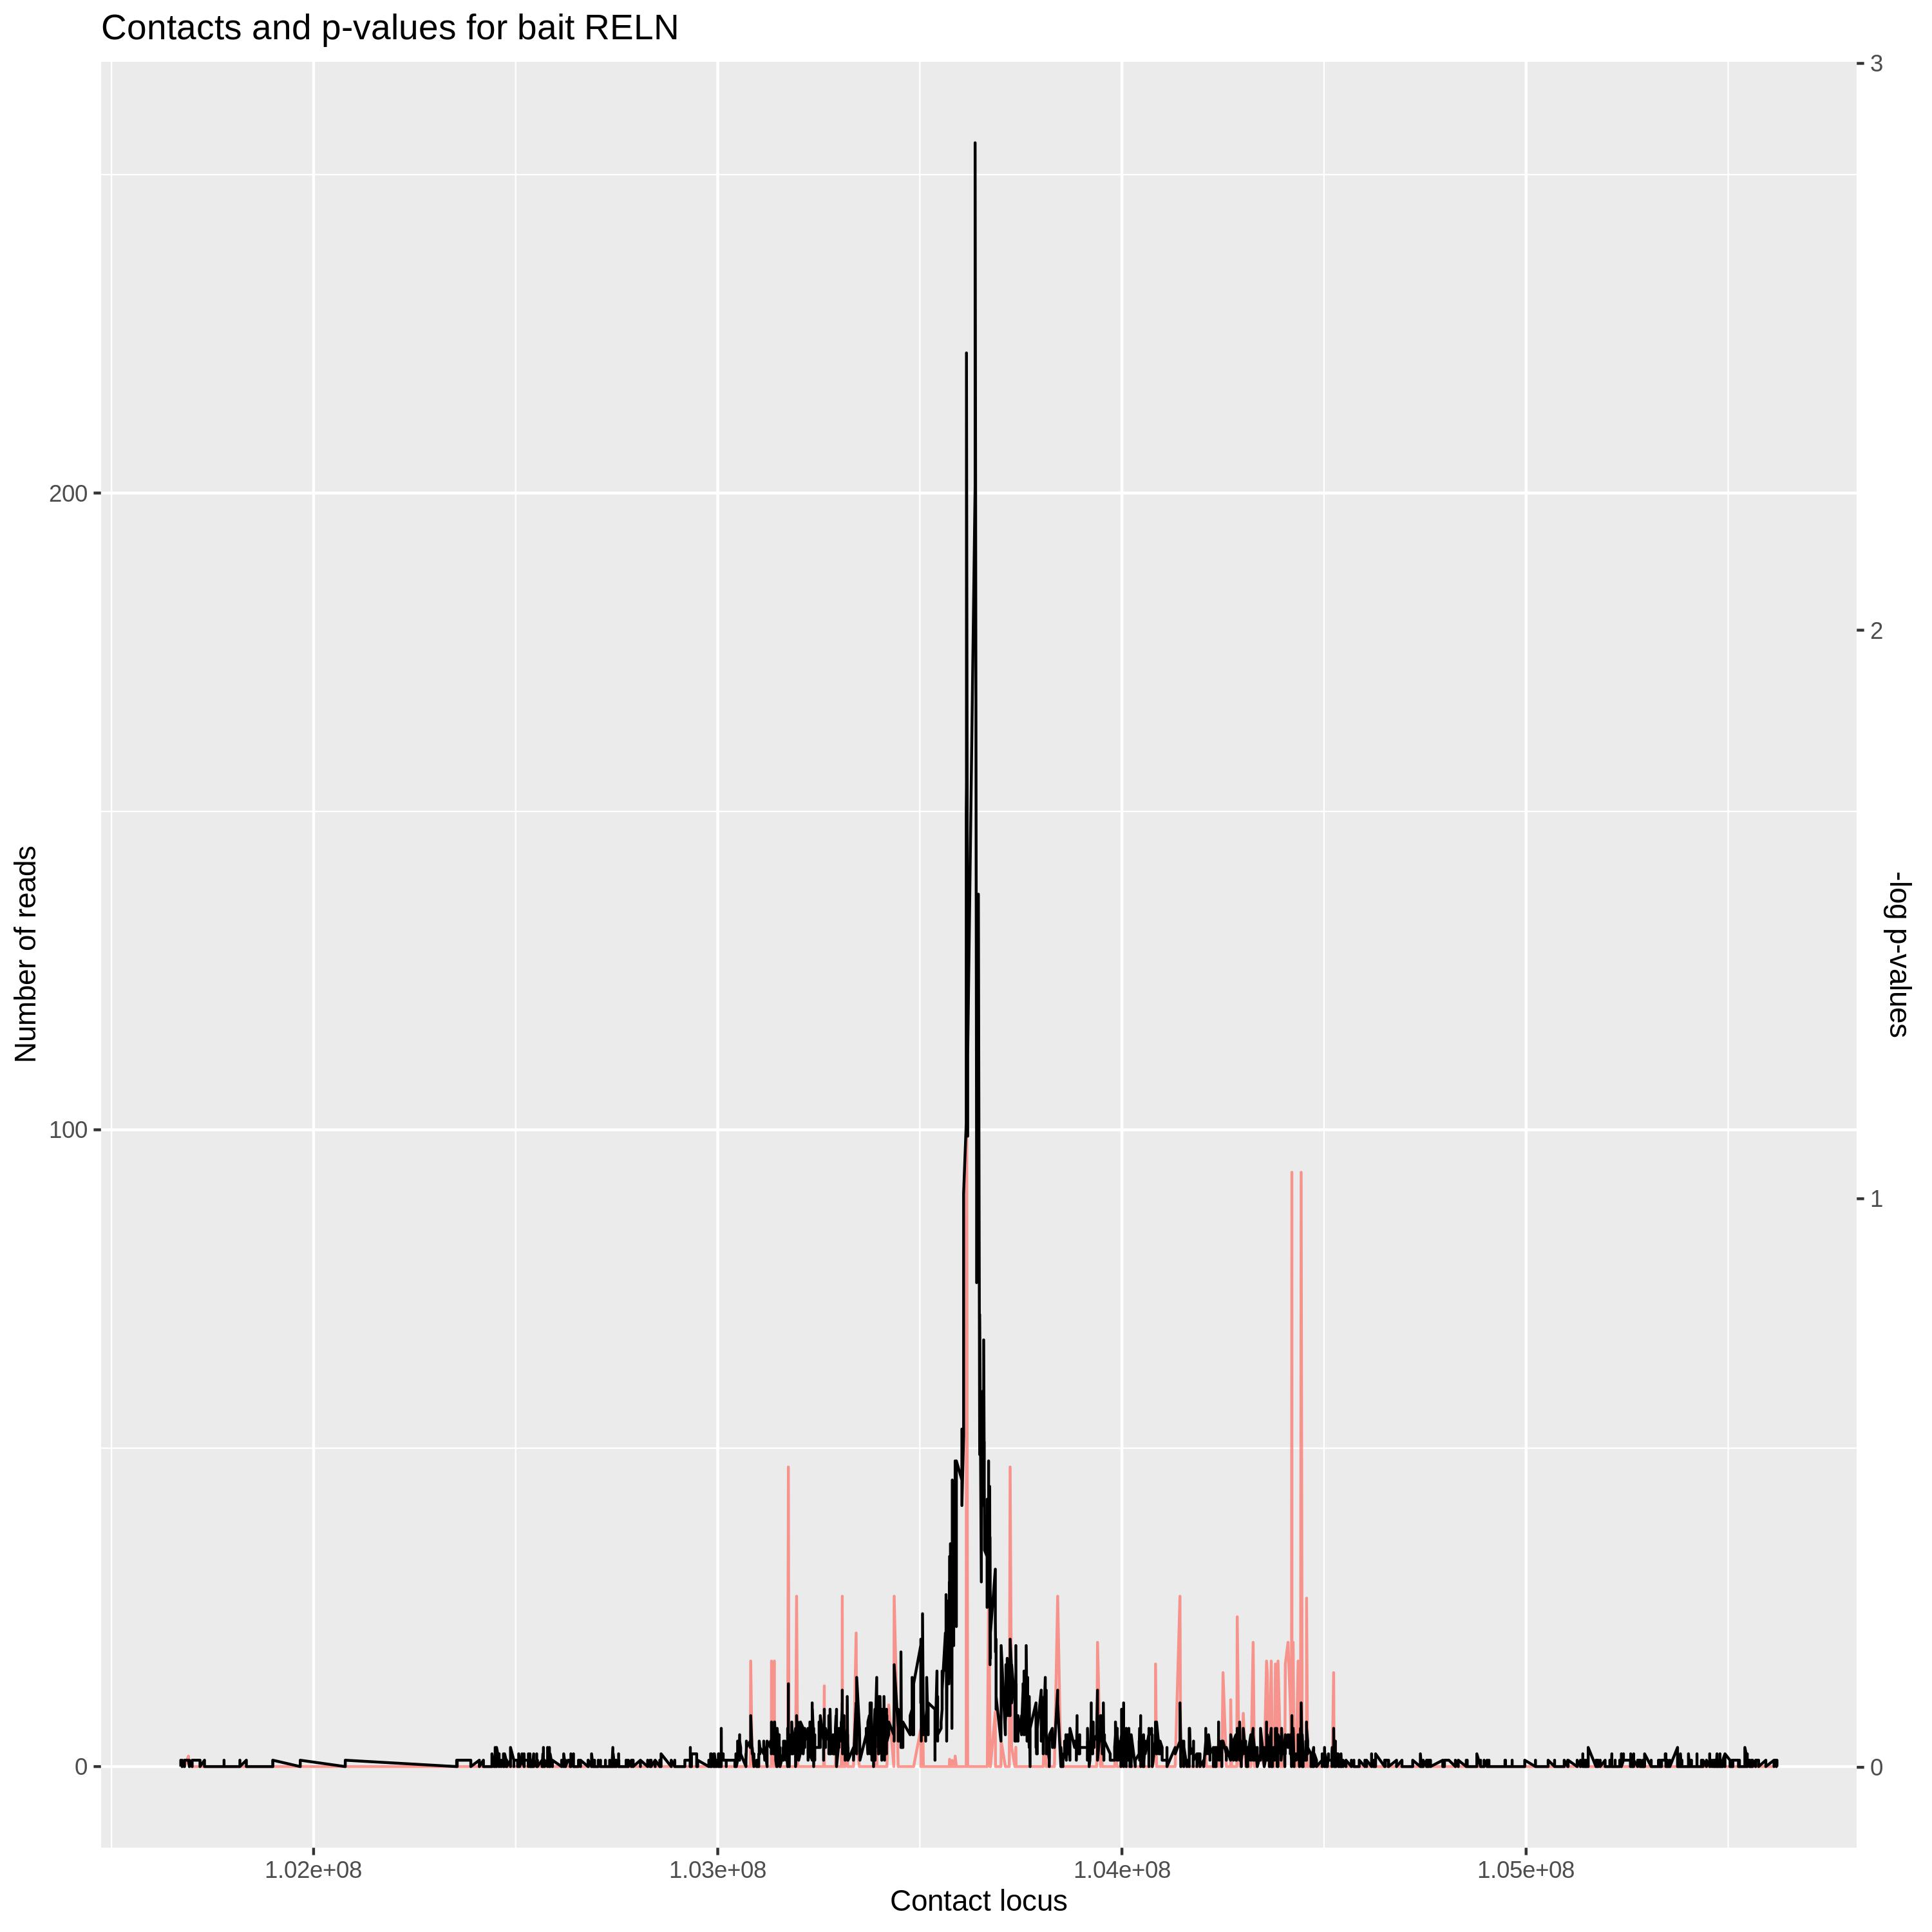 Contacts and p-values for bait RELN
3
200
2
Number of reads
-log p-values
100
1
0
0
1.02e+08
1.03e+08
1.04e+08
1.05e+08
Contact locus